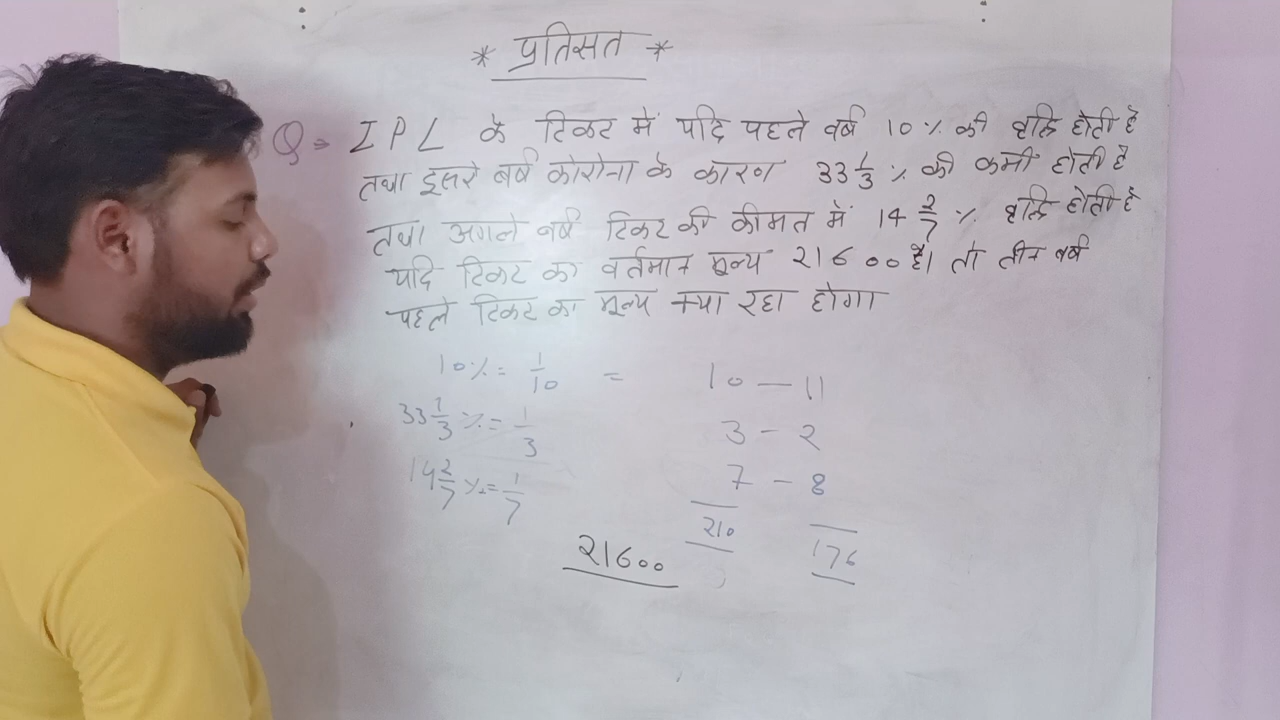 * प्रतिसत *
Q → IPL के टिकट में यदि पहले वर्ष 10 % की वृद्धि होती है
तथा दूसरे वर्ष कोरोना के कारण 33 1/3 % की कमी होती है
तथा अगले वर्ष टिकट की कीमत में 14 2/7 % वृद्धि होती है
यदि टिकट का वर्तमान मूल्य 21600 है। तो तीन वर्ष
पहले टिकट का मूल्य क्या रहा होगा
10% = 1/10 = 10 — 11
33 1/3 % = 1/3 3 - 2
14 2/7 % = 1/7 7 - 8
210 176
21600